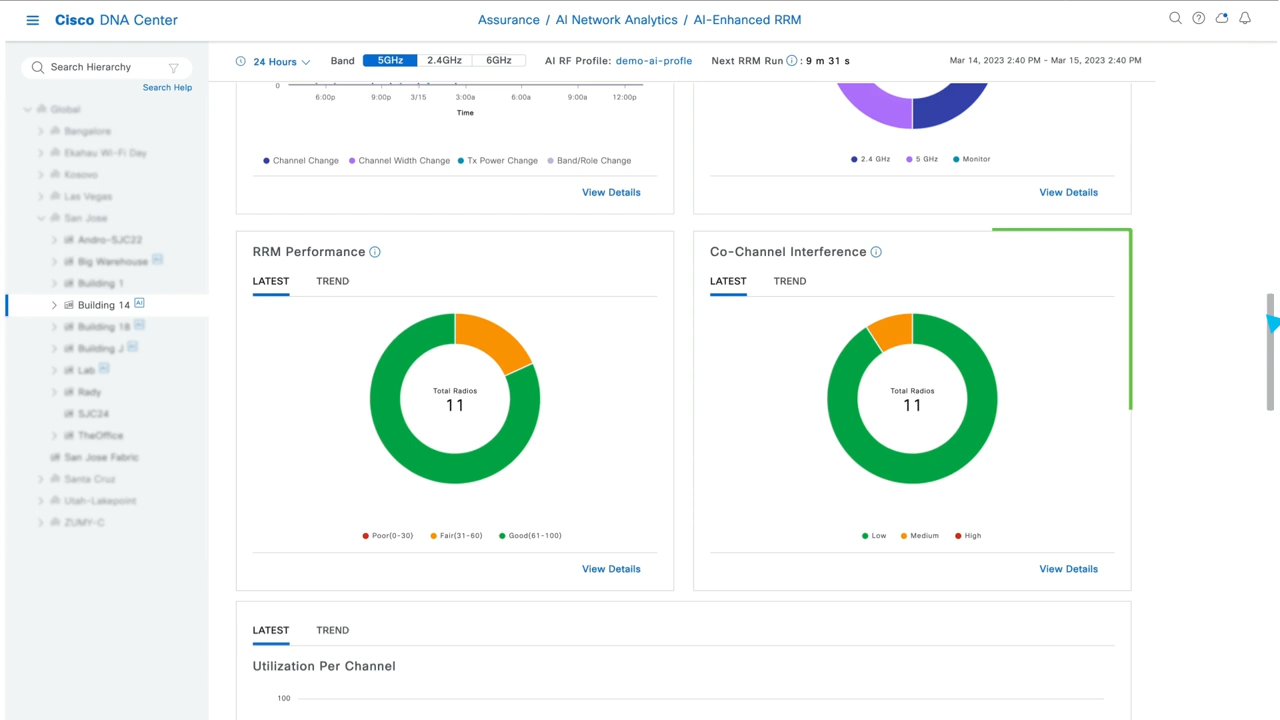 Cisco DNA Center
Assurance / AI Network Analytics / AI-Enhanced RRM
Search Hierarchy
Search Help
Global
Bangalore
Ekahau Wi-Fi Day
Kosovo
Las Vegas
San Jose
Andro-SJC22
Big Warehouse AI
Building 1
Building 14 AI
Building 18 AI
Building J AI
Lab AI
Rady
SJC24
TheOffice
San Jose Fabric
Santa Cruz
Utah-Lakepoint
ZUMY-C
24 Hours Band 5GHz 2.4GHz 6GHz AI RF Profile: demo-ai-profle Next RRM Run : 9 m 31 s Mar 14, 2023 2:40 PM - Mar 15, 2023 2:40 PM
0
6:00p 9:00p 3/15 3:00a 6:00a 9:00a 12:00p
Time
Channel Change Channel Width Change Tx Power Change Band/Role Change
View Details
2.4 GHz 5 GHz Monitor
View Details
RRM Performance
LATEST TREND
Total Radios
11
Poor(0-30) Fair(31-60) Good(61-100)
View Details
Co-Channel Interference
LATEST TREND
Total Radios
11
Low Medium High
View Details
LATEST TREND
Utilization Per Channel
100